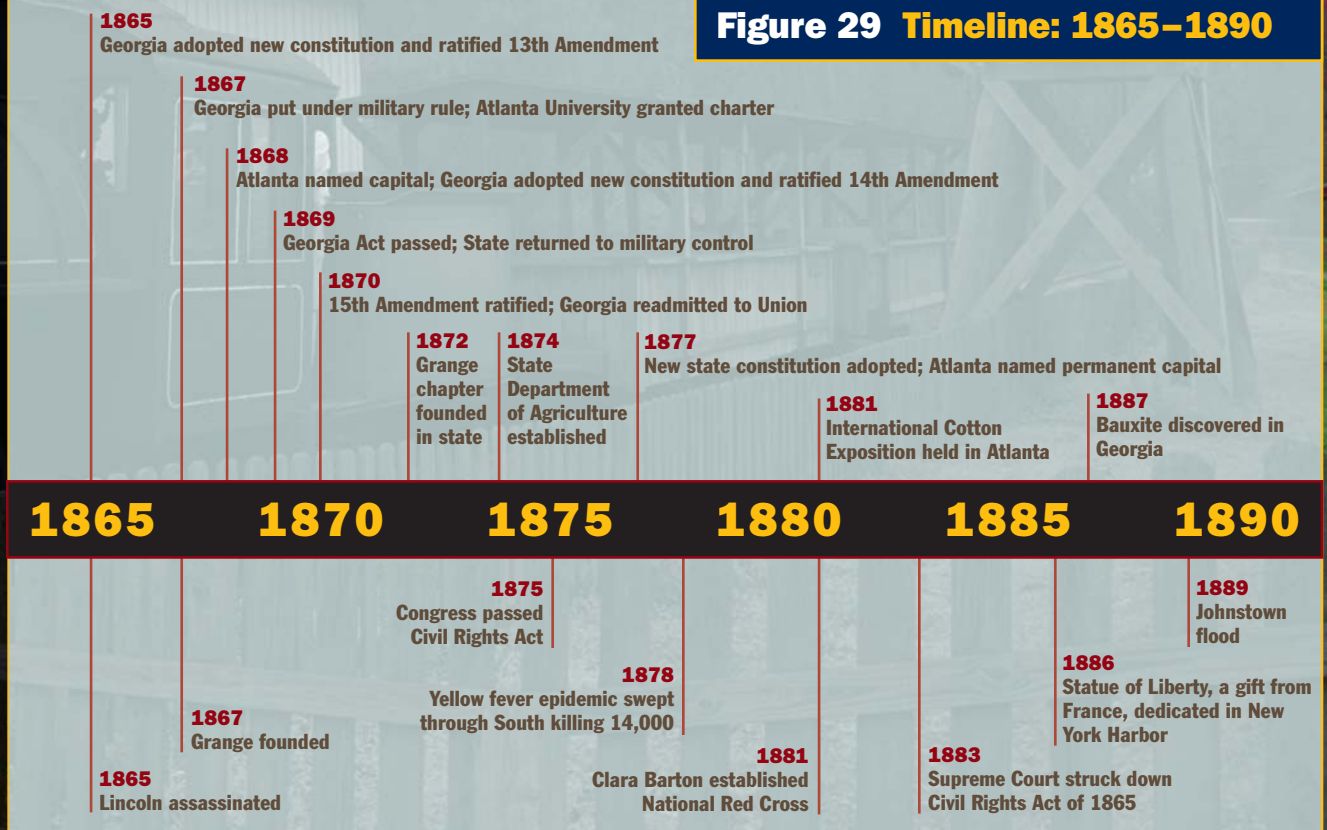 Figure 29 Timeline: 1865–1890
1865
Georgia adopted new constitution and ratified 13th Amendment
1867
Georgia put under military rule; Atlanta University granted charter
1868
Atlanta named capital; Georgia adopted new constitution and ratified 14th Amendment
1869
Georgia Act passed; State returned to military control
1870
15th Amendment ratified; Georgia readmitted to Union
1872
Grange
chapter
founded
in state
1874
State
Department
of Agriculture
established
1877
New state constitution adopted; Atlanta named permanent capital
1881
International Cotton
Exposition held in Atlanta
1887
Bauxite discovered in
Georgia
1865 1870 1875 1880 1885 1890
1865
Lincoln assassinated
1867
Grange founded
1875
Congress passed
Civil Rights Act
1878
Yellow fever epidemic swept
through South killing 14,000
1881
Clara Barton established
National Red Cross
1883
Supreme Court struck down
Civil Rights Act of 1865
1886
Statue of Liberty, a gift from
France, dedicated in New
York Harbor
1889
Johnstown
flood